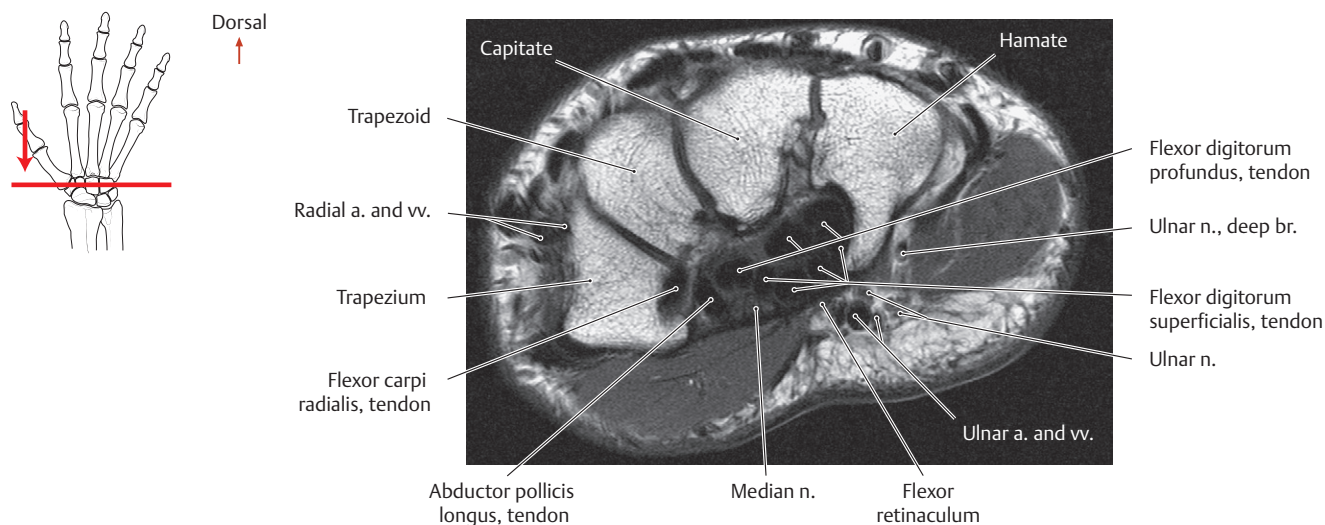 Dorsal
Capitate
Hamate
Trapezoid
Flexor digitorum
profundus, tendon
Radial a. and vv.
Ulnar n., deep br.
Trapezium
Flexor digitorum
superficialis, tendon
Ulnar n.
Flexor carpi
radialis, tendon
Ulnar a. and vv.
Abductor pollicis
longus, tendon
Median n.
Flexor
retinaculum